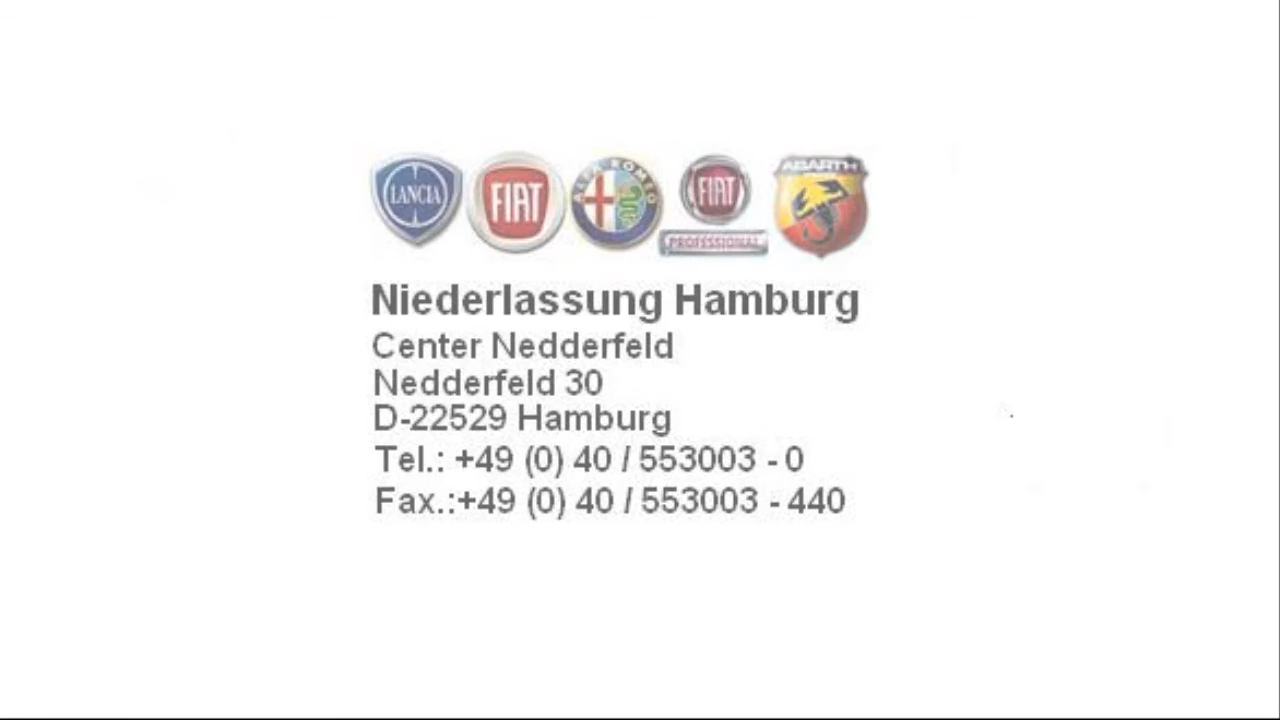 LANCIA FIAT ALFA ROMEO FIAT ABARTH
PROFESSIONAL
Niederlassung Hamburg
Center Nedderfeld
Nedderfeld 30
D-22529 Hamburg
Tel.: +49 (0) 40 / 553003 - 0
Fax.:+49 (0) 40 / 553003 - 440